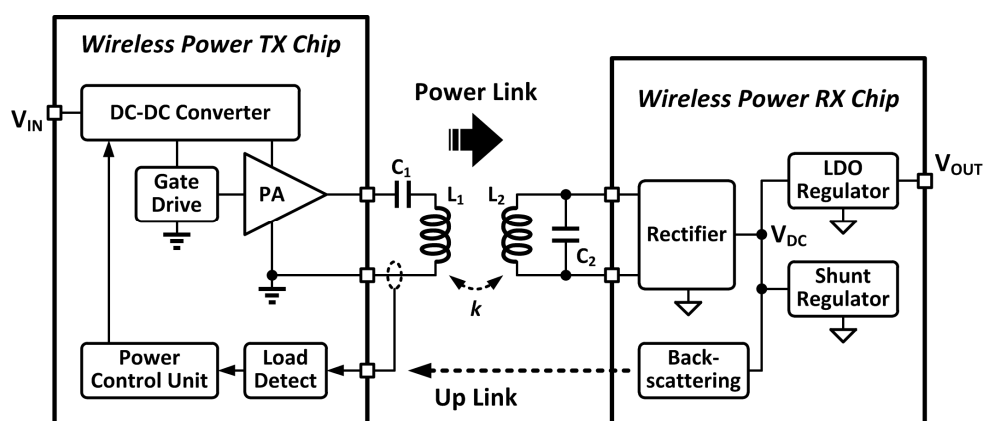 Wireless Power TX Chip
DC-DC Converter
V_IN
Gate
Drive
PA
C_1
L_1
Power Link
L_2
C_2
k
Wireless Power RX Chip
Rectifier
V_DC
LDO
Regulator
V_OUT
Shunt
Regulator
Power
Control Unit
Load
Detect
Up Link
Back-
scattering